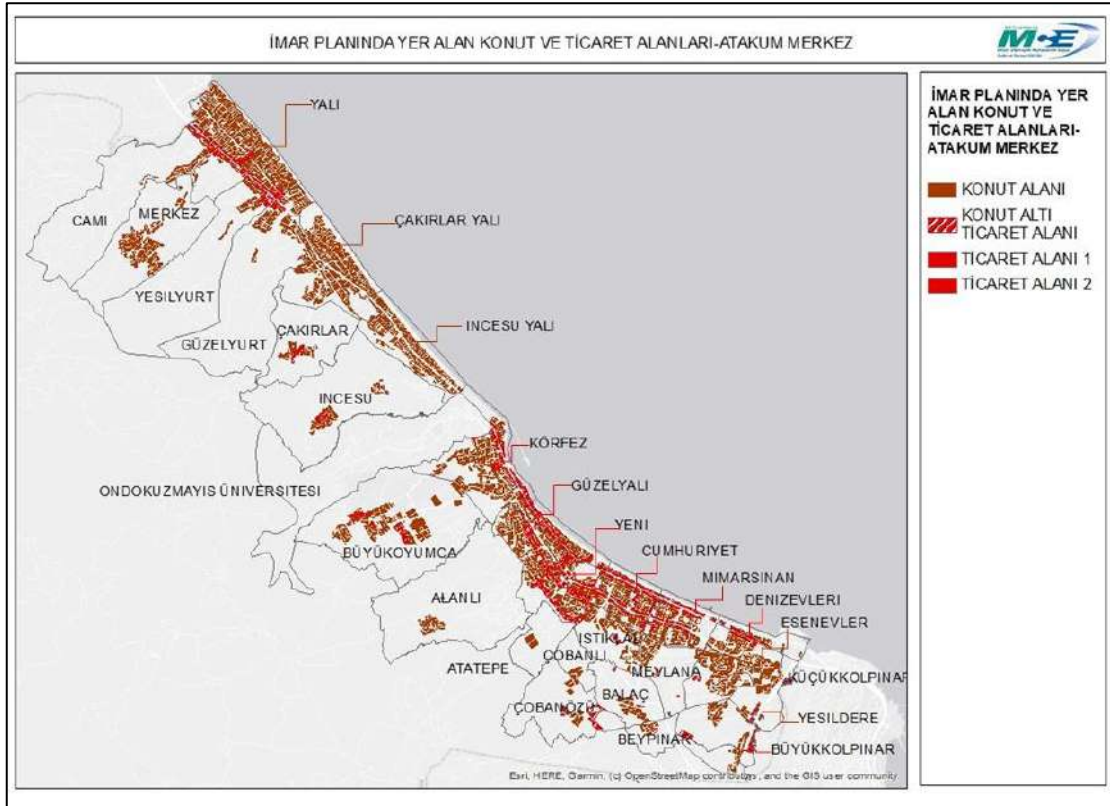 İMAR PLANINDA YER ALAN KONUT VE TİCARET ALANLARI-ATAKUM MERKEZ
MCE
YALI
ÇAKIRLAR YALI
CAMİ
MERKEZ
YESILYURT
GÜZELYURT
ÇAKIRLAR
INCESU YALI
INCESU
KÖRFEZ
ONDOKUZMAYIS ÜNİVERSİTESI
GÜZELYALI
YENI
BÜYÜKOYUMCA
CUMHURIYET
MIMARSINAN
ALANLI
DENIZEVLERI
ESENEVLER
ISTIKLAL
ATATEPE
ÇOBANLI
MEVLANA
KÜÇÜKKOLPINAR
ÇOBANÖZÜ
BALAÇ
YESILDERE
BEYPINAR
BÜYÜKKOLPINAR
Esri, HERE, Garmin, (c) OpenStreetMap contributors, and the GIS user community
İMAR PLANINDA YER
ALAN KONUT VE
TİCARET ALANLARI-
ATAKUM MERKEZ
KONUT ALANI
KONUT ALTI
TİCARET ALANI
TİCARET ALANI 1
TİCARET ALANI 2